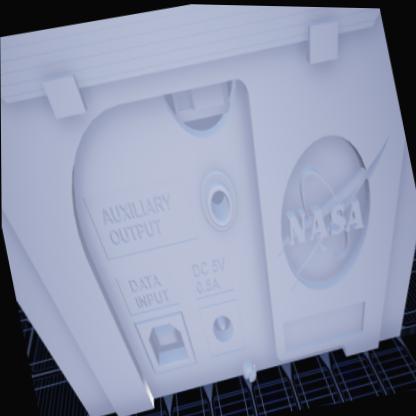 AUXILIARY
OUTPUT
DATA
INPUT
DC 5V
0.5A
NASA